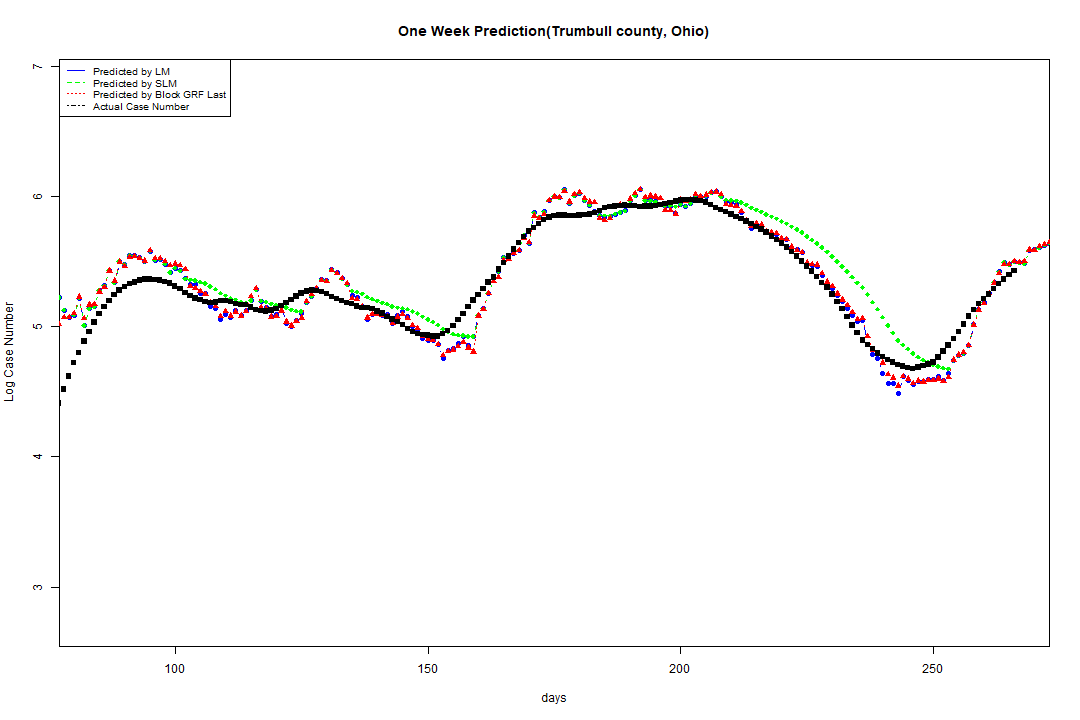 One Week Prediction(Trumbull county, Ohio)
Predicted by LM
Predicted by SLM
Predicted by Block GRF Last
Actual Case Number
7
6
5
4
3
Log Case Number
100
150
200
250
days